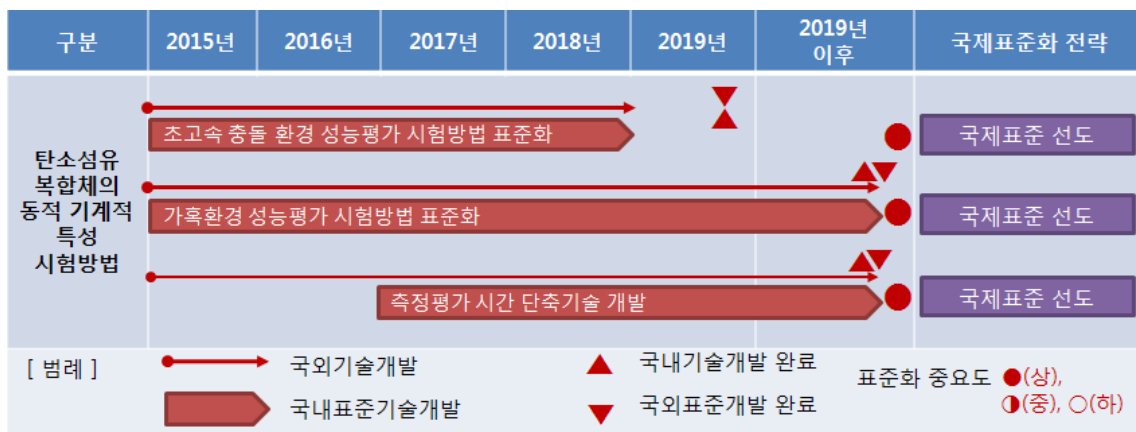 구분 2015년 2016년 2017년 2018년 2019년 2019년 이후 국제표준화 전략
탄소섬유
복합체의
동적 기계적
특성
시험방법
초고속 충돌 환경 성능평가 시험방법 표준화
국제표준 선도
가혹환경 성능평가 시험방법 표준화
국제표준 선도
측정평가 시간 단축기술 개발
국제표준 선도
[ 범례 ] 국외기술개발 ▲ 국내기술개발 완료 표준화 중요도 ●(상),
국내표준기술개발 ▼ 국외표준개발 완료 ◑(중), ○(하)